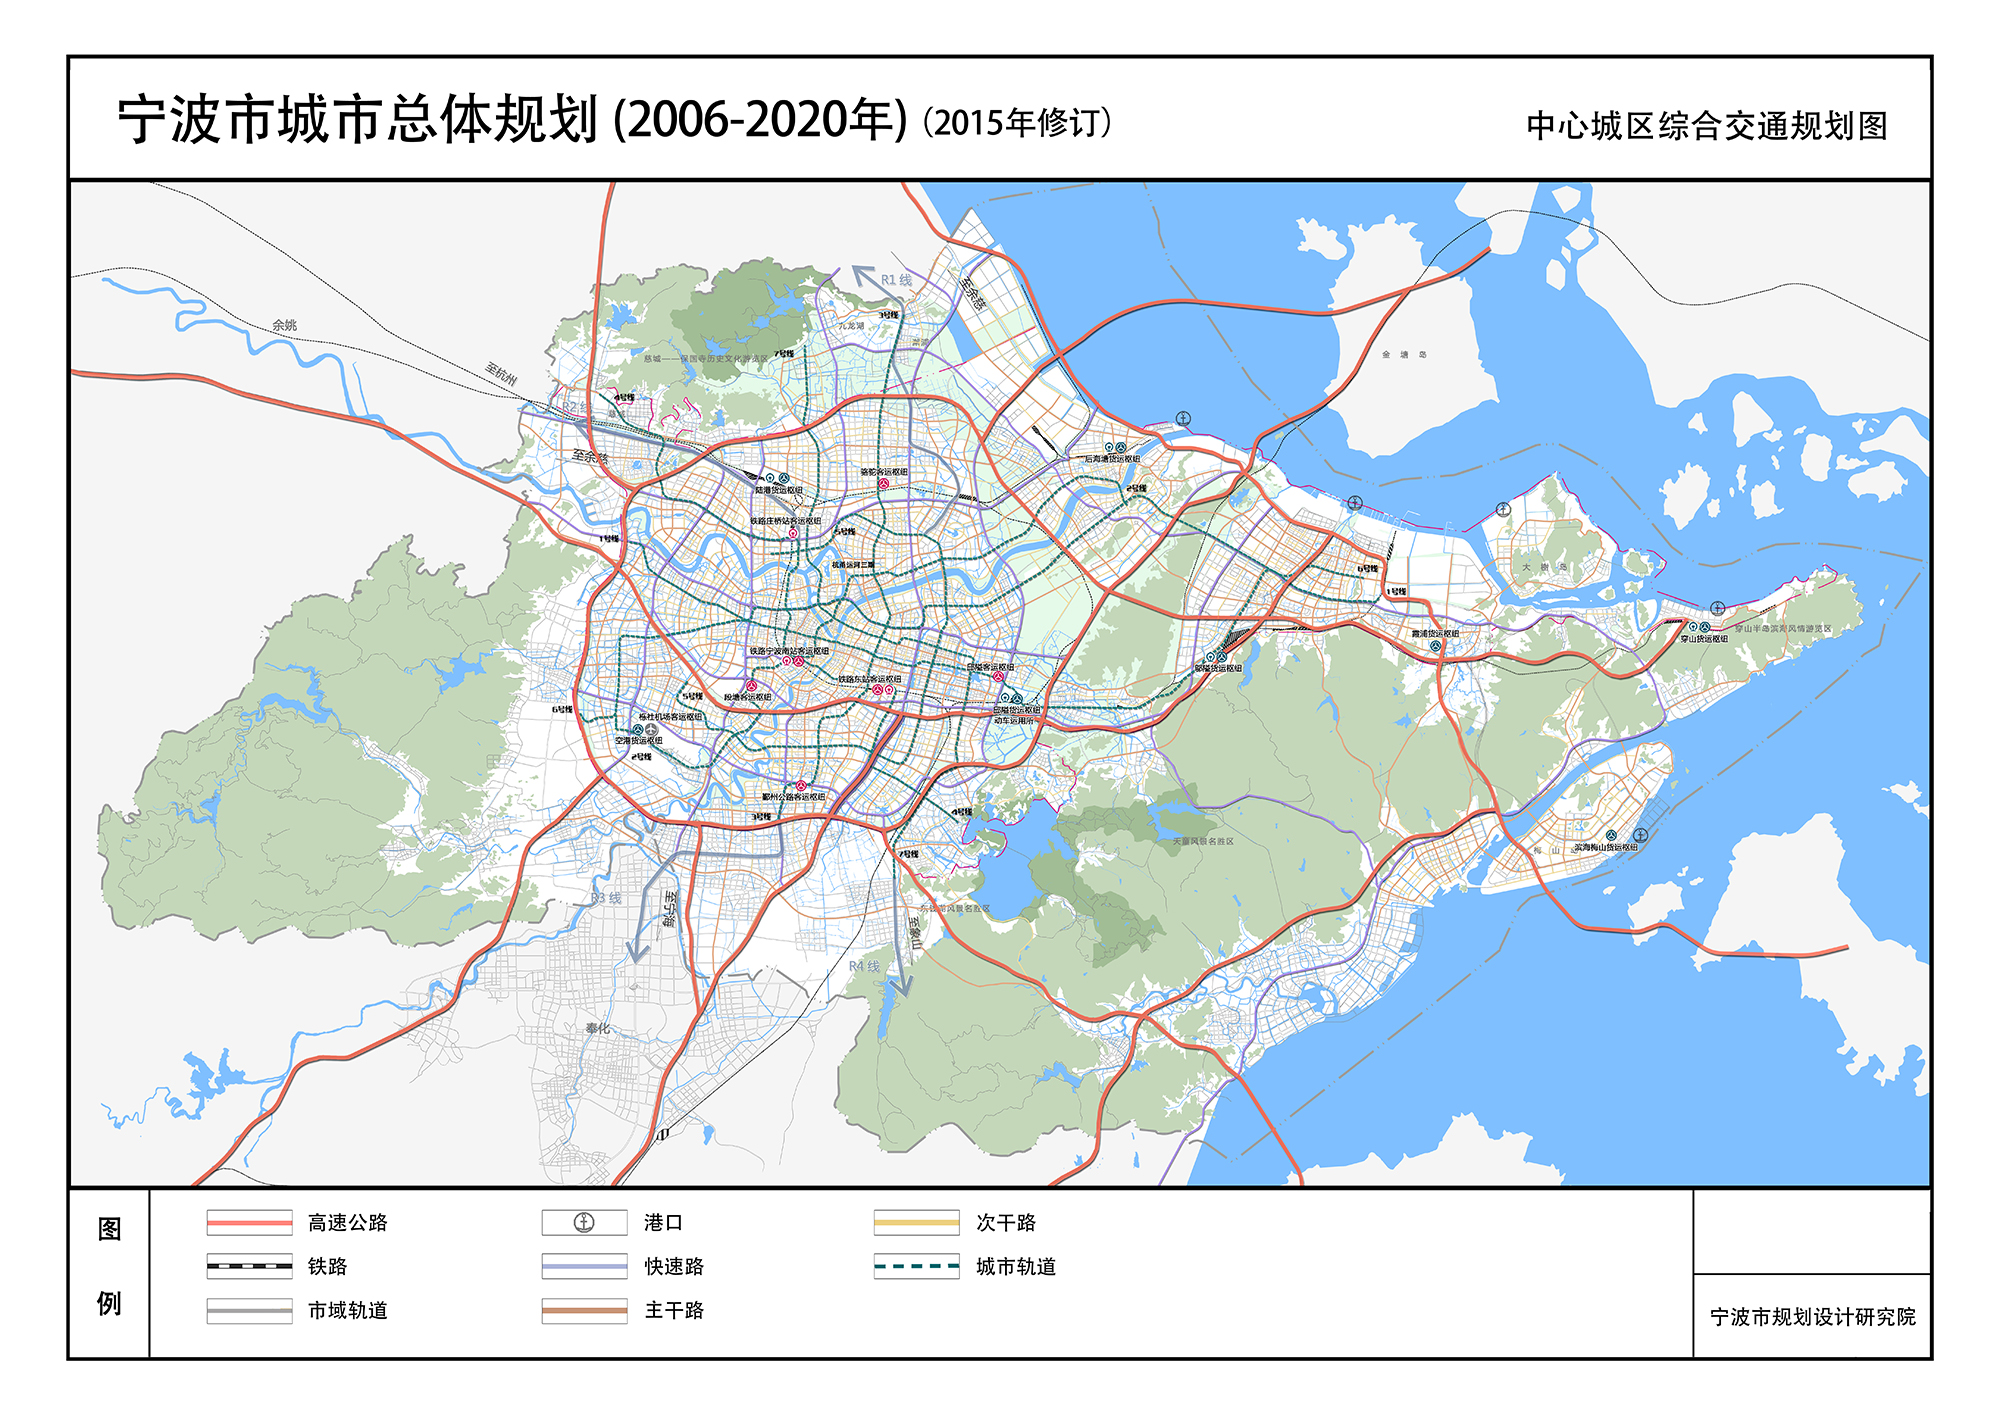 宁波市城市总体规划 (2006-2020年) (2015年修订)
中心城区综合交通规划图
R1 线
至余慈
3号线
九龙湖
余姚
慈城——保国寺历史文化游览区
7号线
金塘岛
至杭州
4号线
R2 线
至余慈
后海塘货运枢纽
骆驼客运枢纽
陆港货运枢纽
2号线
铁路庄桥站客运枢纽
5号线
1号线
杭甬运河三期
大榭岛
6号线
1号线
穿山半岛滨海风情游览区
霞浦货运枢纽
穿山货运枢纽
铁路宁波南站客运枢纽
邱隘客运枢纽
铁路东站客运枢纽
段塘客运枢纽
5号线
6号线
邱隘货运枢纽
动车运用所
栎社机场客运枢纽
空港货运枢纽
2号线
鄞州公路客运枢纽
3号线
4号线
天童风景名胜区
梅山岛
滨海梅山货运枢纽
7号线
R3 线
至宁海
东钱湖风景名胜区
至象山
R4 线
奉化
图例
高速公路
港口
次干路
铁路
快速路
城市轨道
市域轨道
主干路
宁波市规划设计研究院